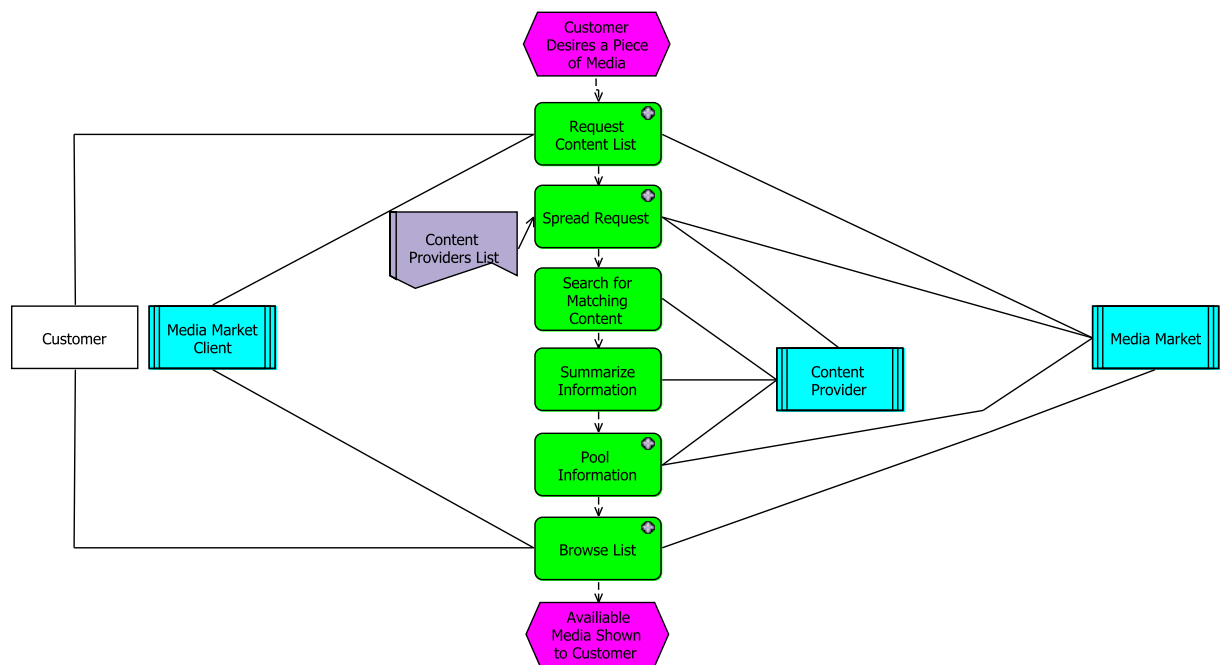 Customer
Desires a Piece
of Media
Request
Content List
Spread Request
Content
Providers List
Search for
Matching
Content
Customer
Media Market
Client
Media Market
Summarize
Information
Content
Provider
Pool
Information
Browse List
Availiable
Media Shown
to Customer